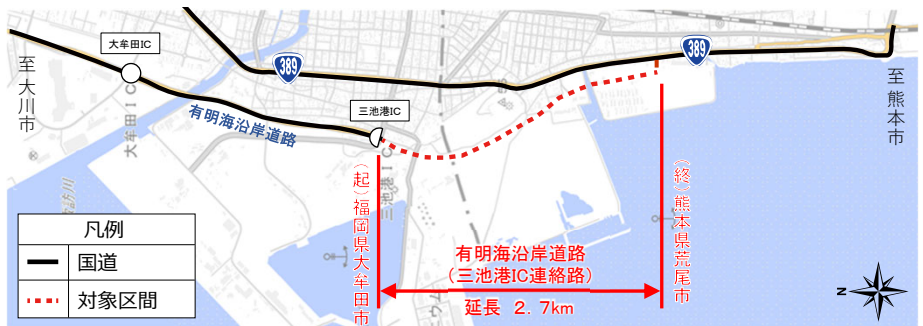 大牟田IC
389
389
至大川市
大牟田IC
有明海沿岸道路
三池港IC
三池港IC
至熊本市
(起)福岡県大牟田市
(終)熊本県荒尾市
有明海沿岸道路
(三池港IC連絡路)
延長 2.7km
凡例
国道
対象区間
諏訪川
N